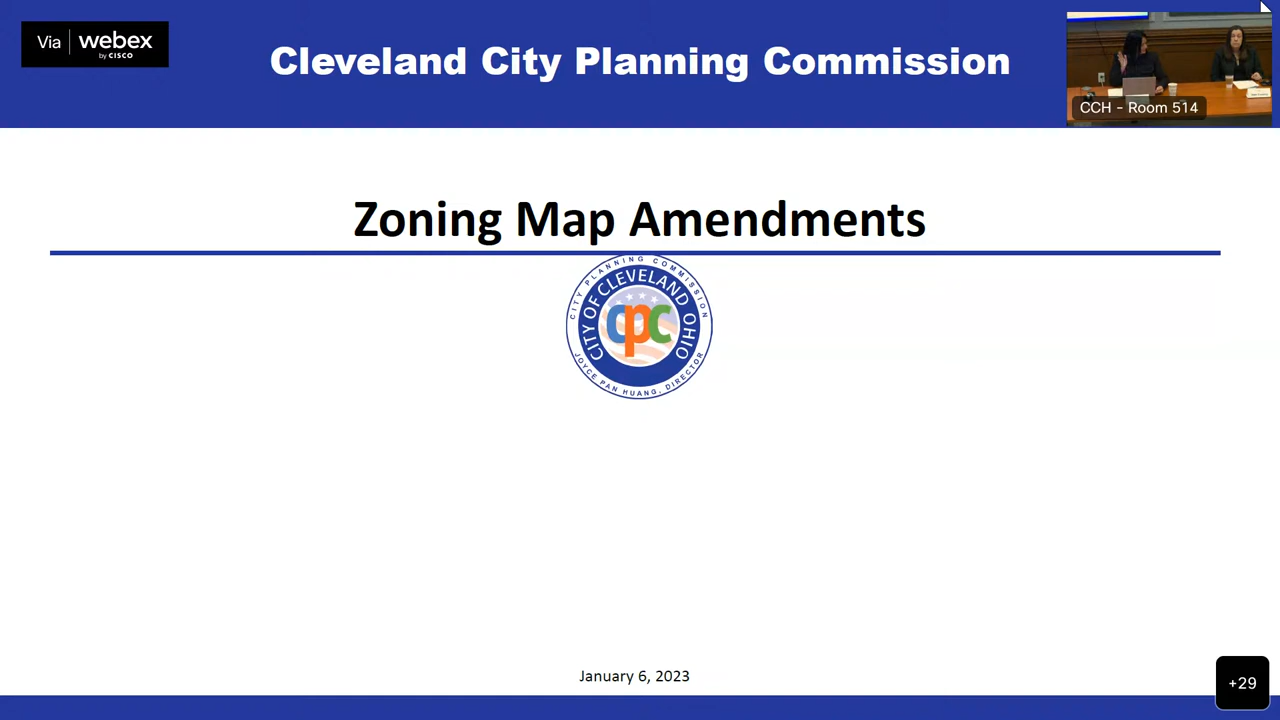 Via webex
by CISCO
Cleveland City Planning Commission
CCH - Room 514
Zoning Map Amendments
CITY PLANNING COMMISSION
CITY OF CLEVELAND OHIO
cpc
JOYCE PAN HUANG, DIRECTOR
January 6, 2023
+29